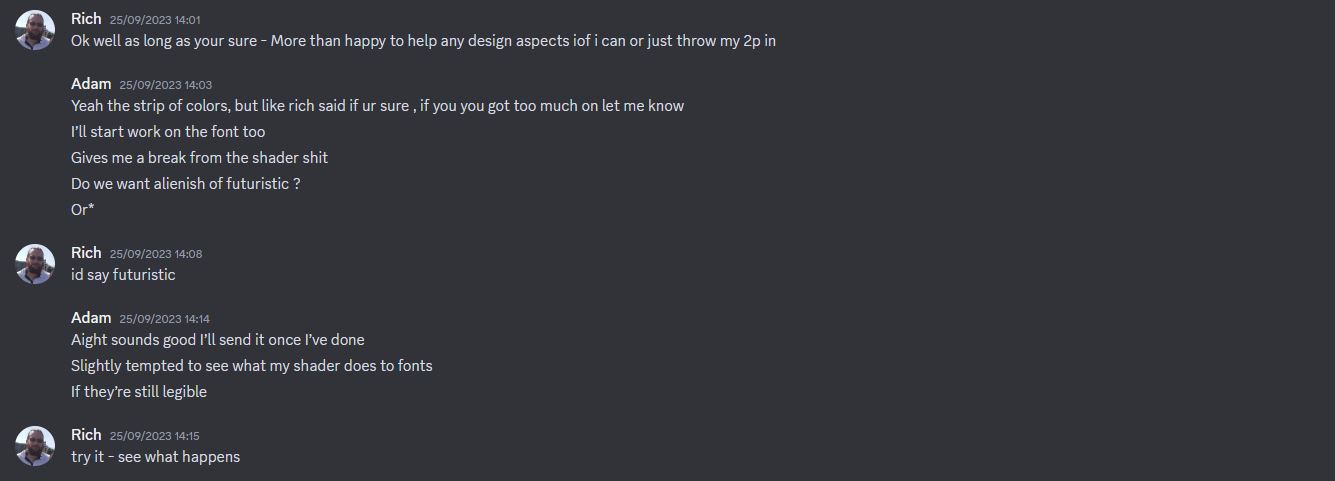 Rich 25/09/2023 14:01
Ok well as long as your sure - More than happy to help any design aspects iof i can or just throw my 2p in
Adam 25/09/2023 14:03
Yeah the strip of colors, but like rich said if ur sure , if you you got too much on let me know
I’ll start work on the font too
Gives me a break from the shader shit
Do we want alienish of futuristic ?
Or*
Rich 25/09/2023 14:08
id say futuristic
Adam 25/09/2023 14:14
Aight sounds good I’ll send it once I’ve done
Slightly tempted to see what my shader does to fonts
If they’re still legible
Rich 25/09/2023 14:15
try it - see what happens